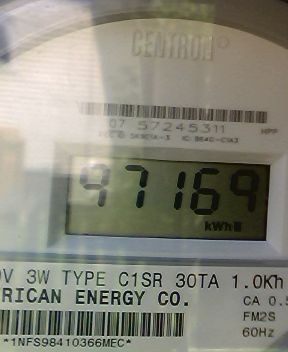 CENTRON
07 57245311
HPP
97169
kWh
V 3W TYPE C1SR 30TA 1.0Kh
RICAN ENERGY CO.
CA 0.5
FM2S
60Hz
*1NFS98410366MEC*